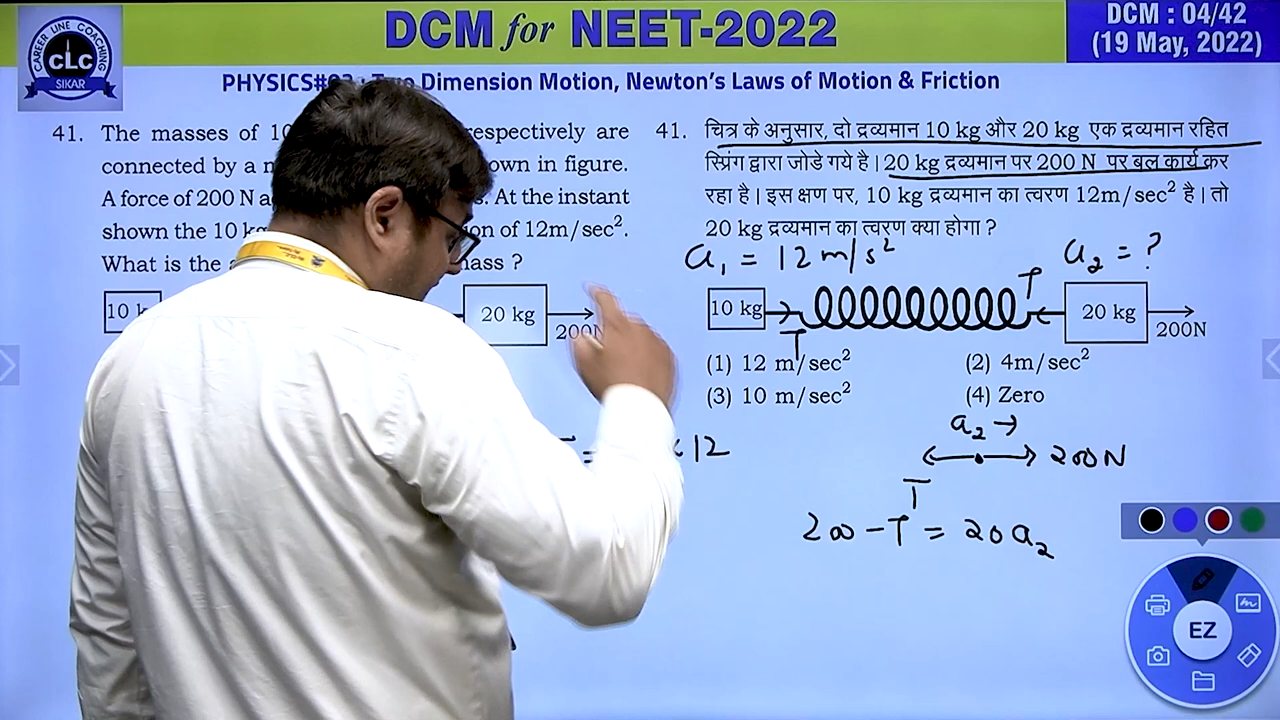 DCM for NEET-2022
DCM : 04/42
(19 May, 2022)
CAREER LINE COACHING
CLC
SIKAR
PHYSICS# Dimension Motion, Newton's Laws of Motion & Friction
41. The masses of 10 respectively are
connected by a own in figure.
A force of 200 N At the instant
shown the 10 of 12m/sec².
What is the mass ?
10
20 kg
200N
41. चित्र के अनुसार, दो द्रव्यमान 10 kg और 20 kg एक द्रव्यमान रहित
स्प्रिंग द्वारा जोडे गये है। 20 kg द्रव्यमान पर 200 N पर बल कार्य कर
रहा है। इस क्षण पर, 10 kg द्रव्यमान का त्वरण 12m/sec² है। तो
20 kg द्रव्यमान का त्वरण क्या होगा ?
a₁ = 12 m/s²
a₂ = ?
10 kg
T
T
20 kg
200N
(1) 12 m/sec²
(2) 4m/sec²
(3) 10 m/sec²
(4) Zero
a₂ →
= 12
200N
T
200 - T = 20a₂
EZ